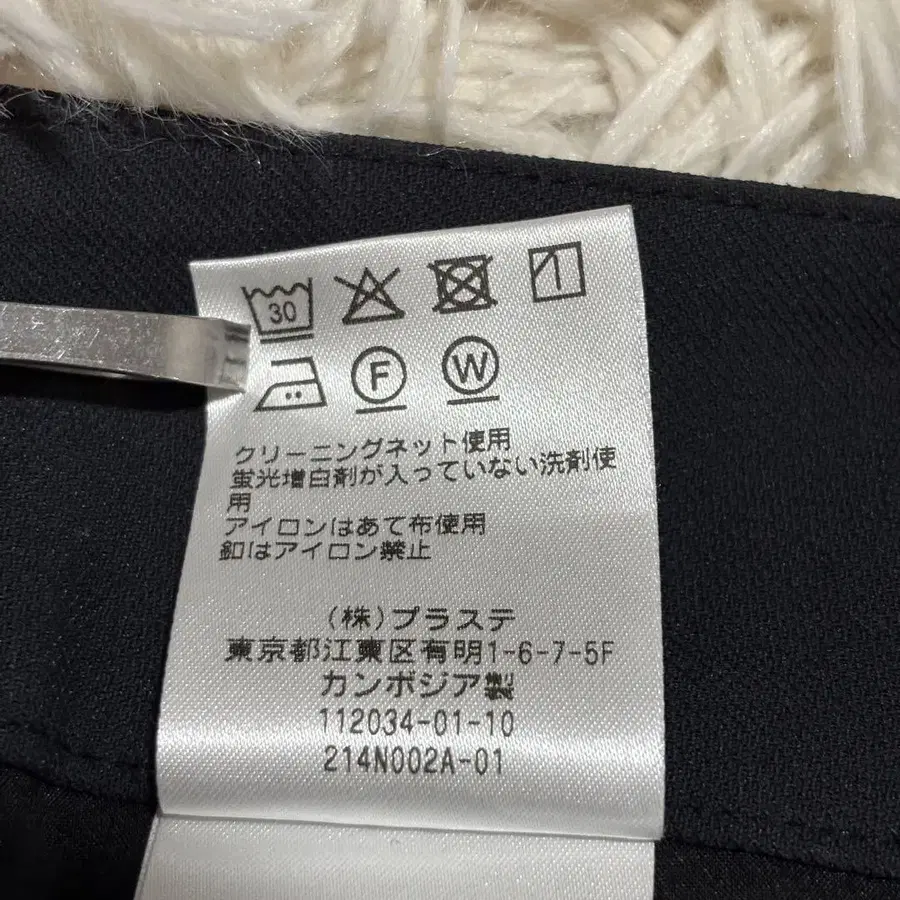 30
F W
クリーニングネット使用
蛍光増白剤が入っていない洗剤使
用
アイロンはあて布使用
釦はアイロン禁止
(株)プラステ
東京都江東区有明1-6-7-5F
カンボジア製
112034-01-10
214N002A-01